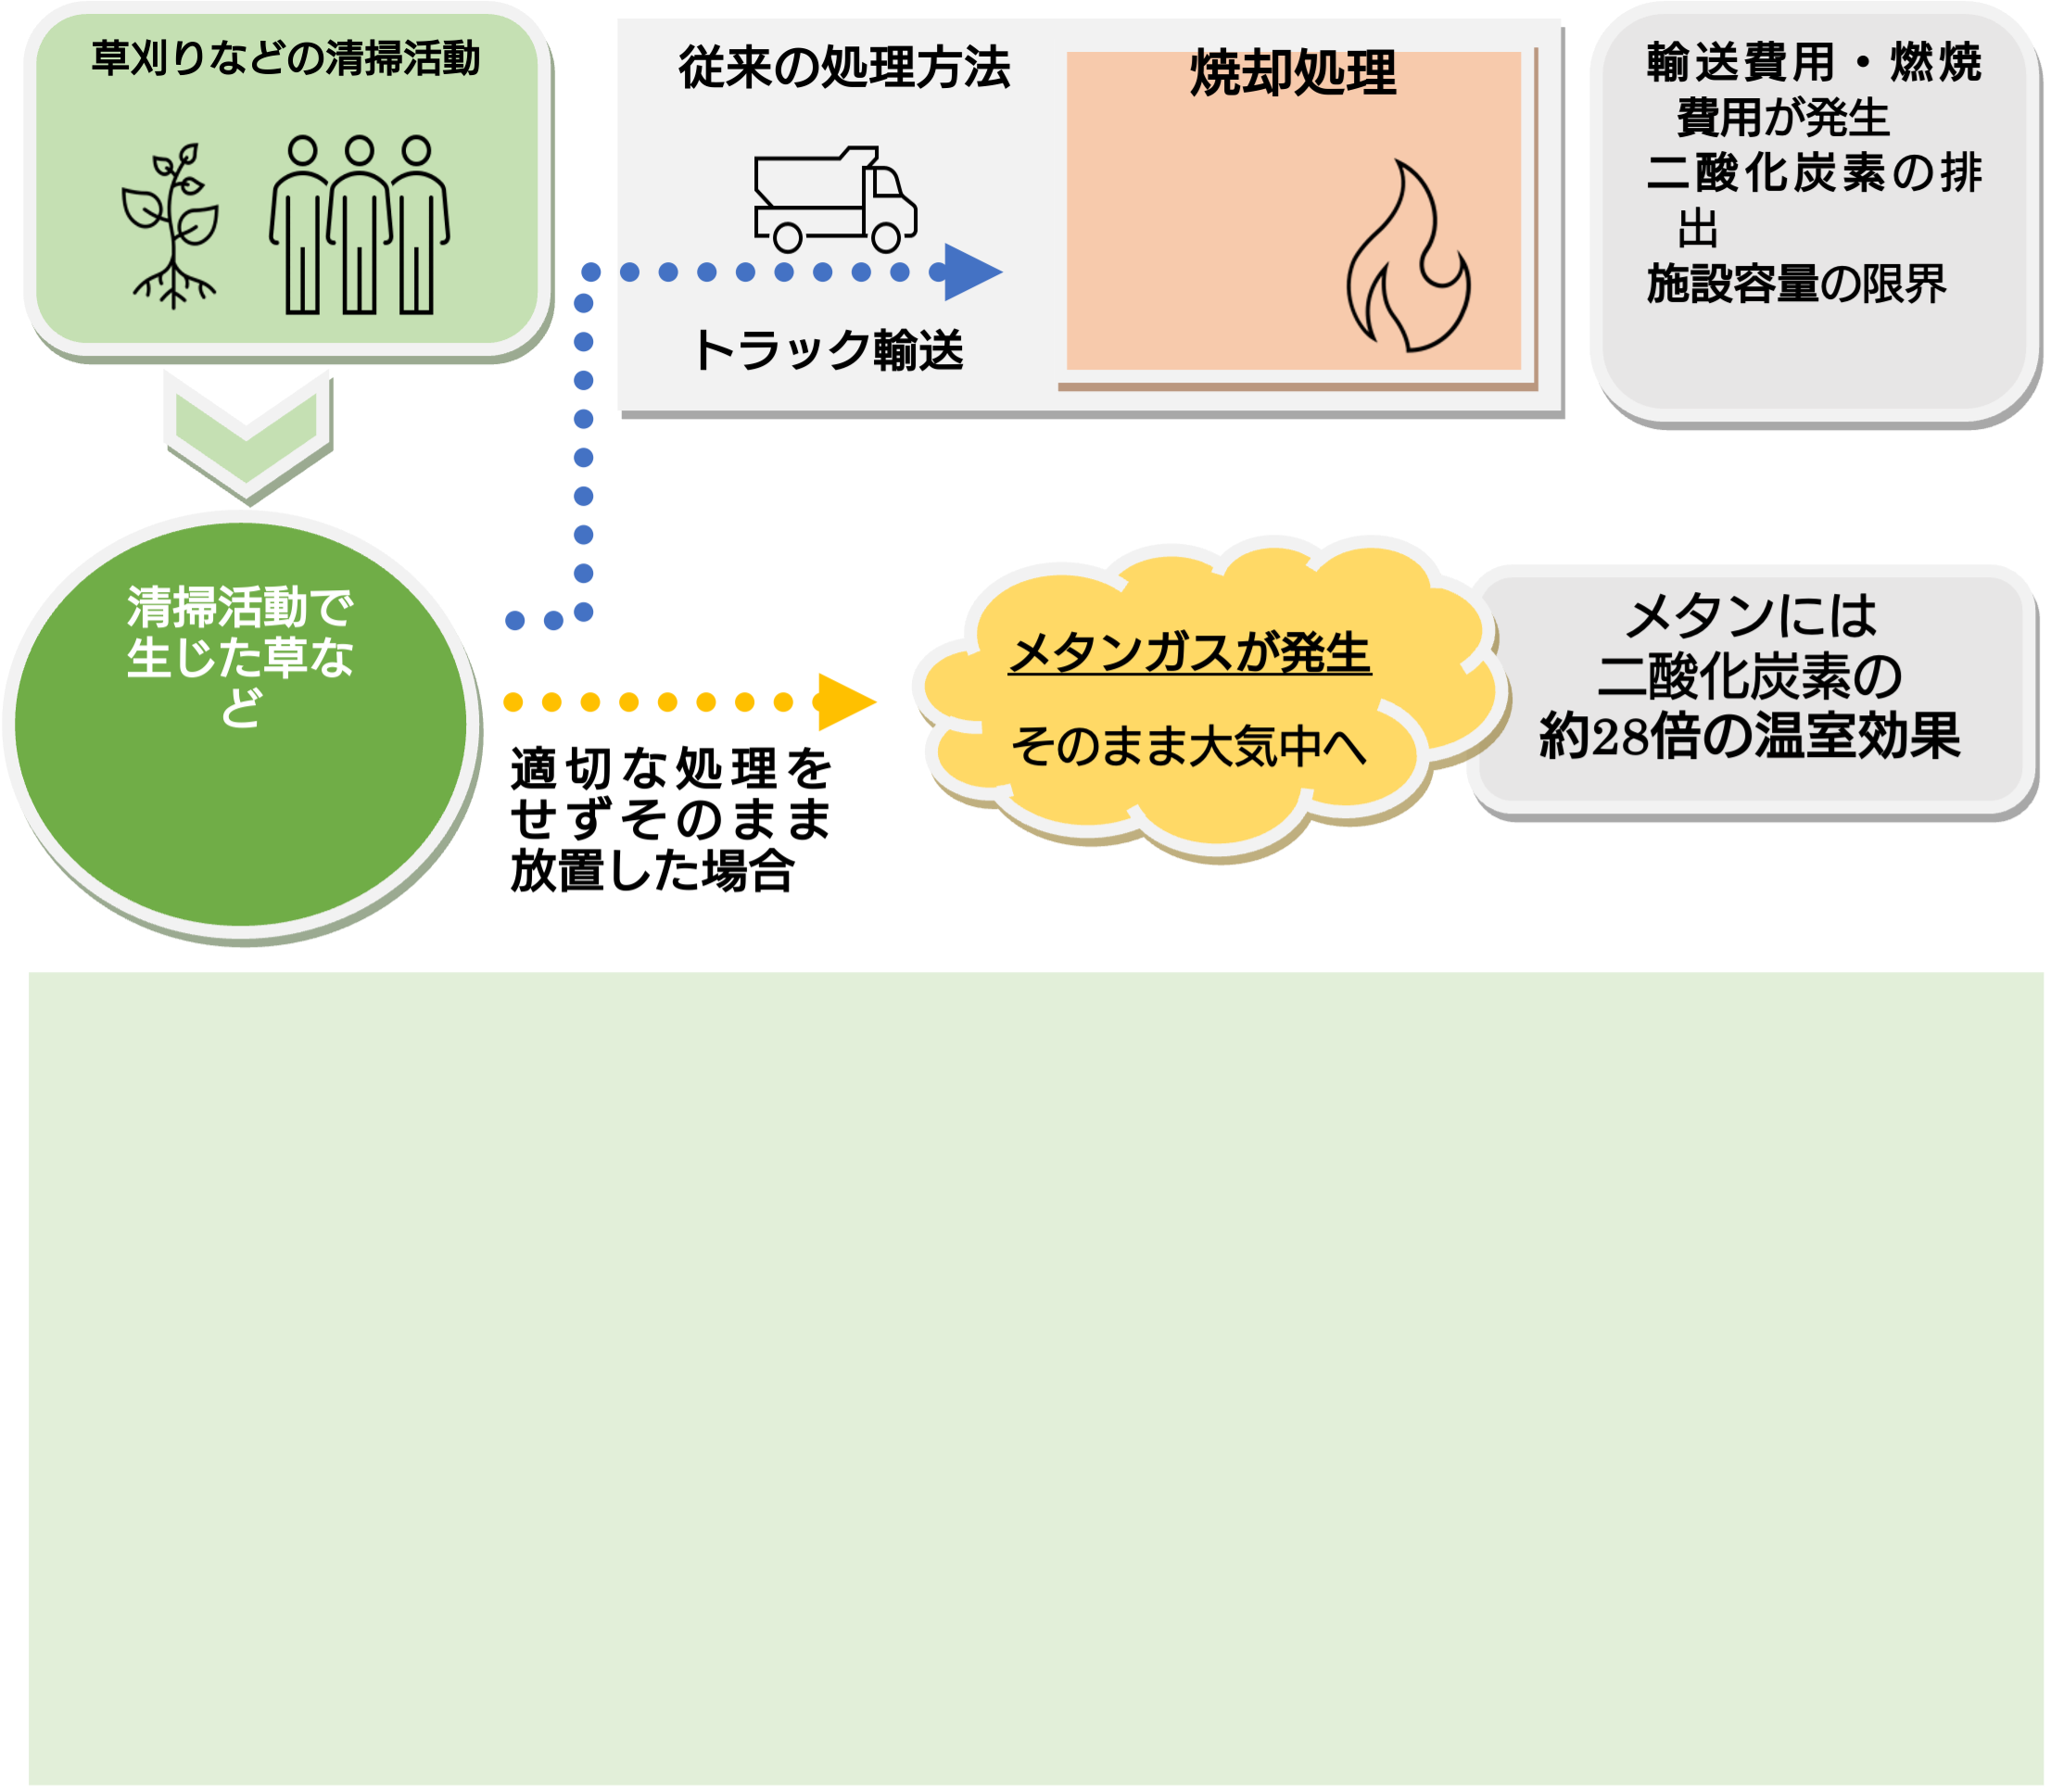 草刈りなどの清掃活動
従来の処理方法
焼却処理
トラック輸送
輸送費用・燃焼
費用が発生
二酸化炭素の排
出
施設容量の限界
清掃活動で
生じた草な
ど
適切な処理を
せずそのまま
放置した場合
メタンガスが発生
そのまま大気中へ
メタンには
二酸化炭素の
約28倍の温室効果